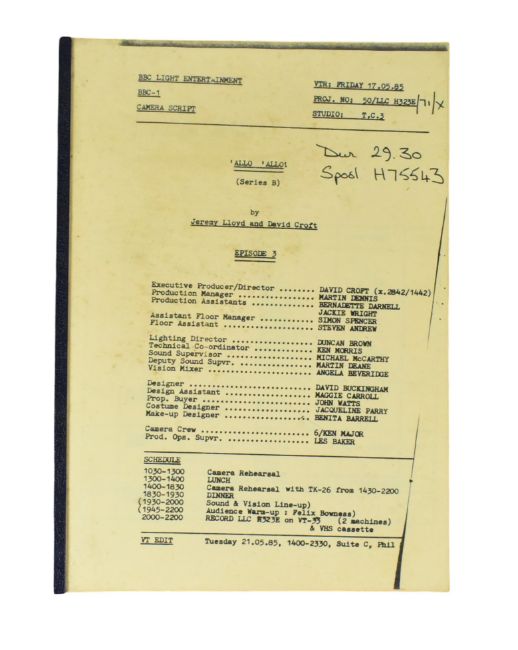 BBC LIGHT ENTERTAINMENT
BBC-1
CAMERA SCRIPT
VTR: FRIDAY 17.05.85
PROJ. NO: 50/LLC H323E/71/X
STUDIO: T.C.3
Dur 29.30
Spool H75543
'ALLO 'ALLO!
(Series B)
by
Jeremy Lloyd and David Croft
EPISODE 3
Executive Producer/Director ........ DAVID CROFT (x.2842/1442)
Production Manager ................. MARTIN DENNIS
Production Assistants .............. BERNADETTE DARNELL
JACKIE WRIGHT
Assistant Floor Manager ............ SIMON SPENCER
Floor Assistant .................... STEVEN ANDREW
Lighting Director .................. DUNCAN BROWN
Technical Co-ordinator ............. KEN MORRIS
Sound Supervisor ................... MICHAEL McCARTHY
Deputy Sound Supvr. ................ MARTIN DEANE
Vision Mixer ....................... ANGELA BEVERIDGE
Designer ........................... DAVID BUCKINGHAM
Design Assistant ................... MAGGIE CARROLL
Prop. Buyer ........................ JOHN WATTS
Costume Designer ................... JACQUELINE PARRY
Make-up Designer ................... BENITA BARRELL
Camera Crew ........................ 6/KEN MAJOR
Prod. Ops. Supvr. .................. LES BAKER
SCHEDULE
1030-1300 Camera Rehearsal
1300-1400 LUNCH
1400-1830 Camera Rehearsal with TK-26 from 1430-2200
1830-1930 DINNER
(1930-2000 Sound & Vision Line-up)
(1945-2200 Audience Warm-up : Felix Bowness)
2000-2200 RECORD LLC H323E on VT-33 (2 machines)
& VHS cassette
VT EDIT Tuesday 21.05.85, 1400-2330, Suite C, Phil